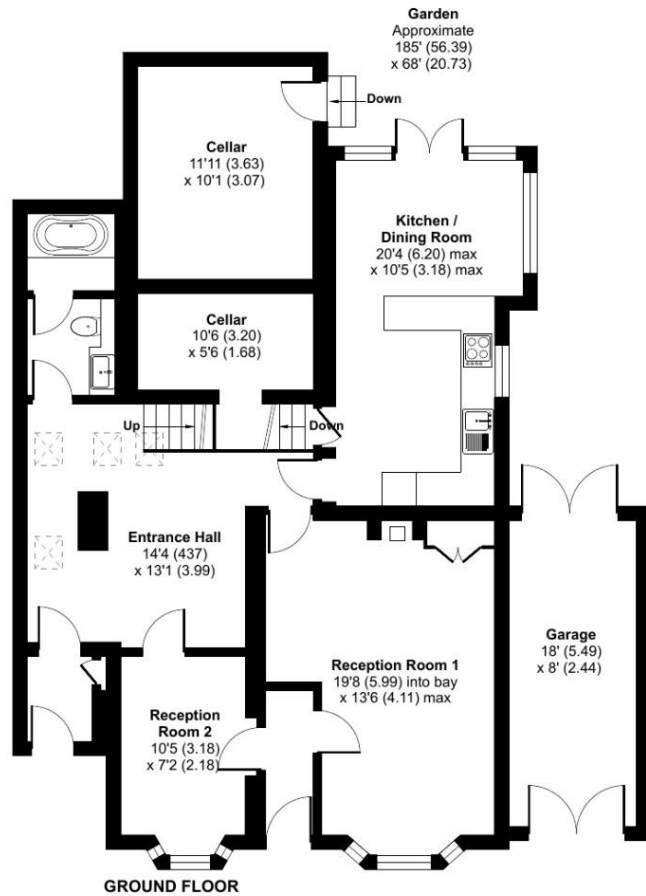 Garden
Approximate
185' (56.39)
x 68' (20.73)
Down
Cellar
11'11 (3.63)
x 10'1 (3.07)
Kitchen /
Dining Room
20'4 (6.20) max
x 10'5 (3.18) max
Cellar
10'6 (3.20)
x 5'6 (1.68)
Up
Down
Entrance Hall
14'4 (437)
x 13'1 (3.99)
Garage
18' (5.49)
x 8' (2.44)
Reception Room 1
19'8 (5.99) into bay
x 13'6 (4.11) max
Reception
Room 2
10'5 (3.18)
x 7'2 (2.18)
GROUND FLOOR